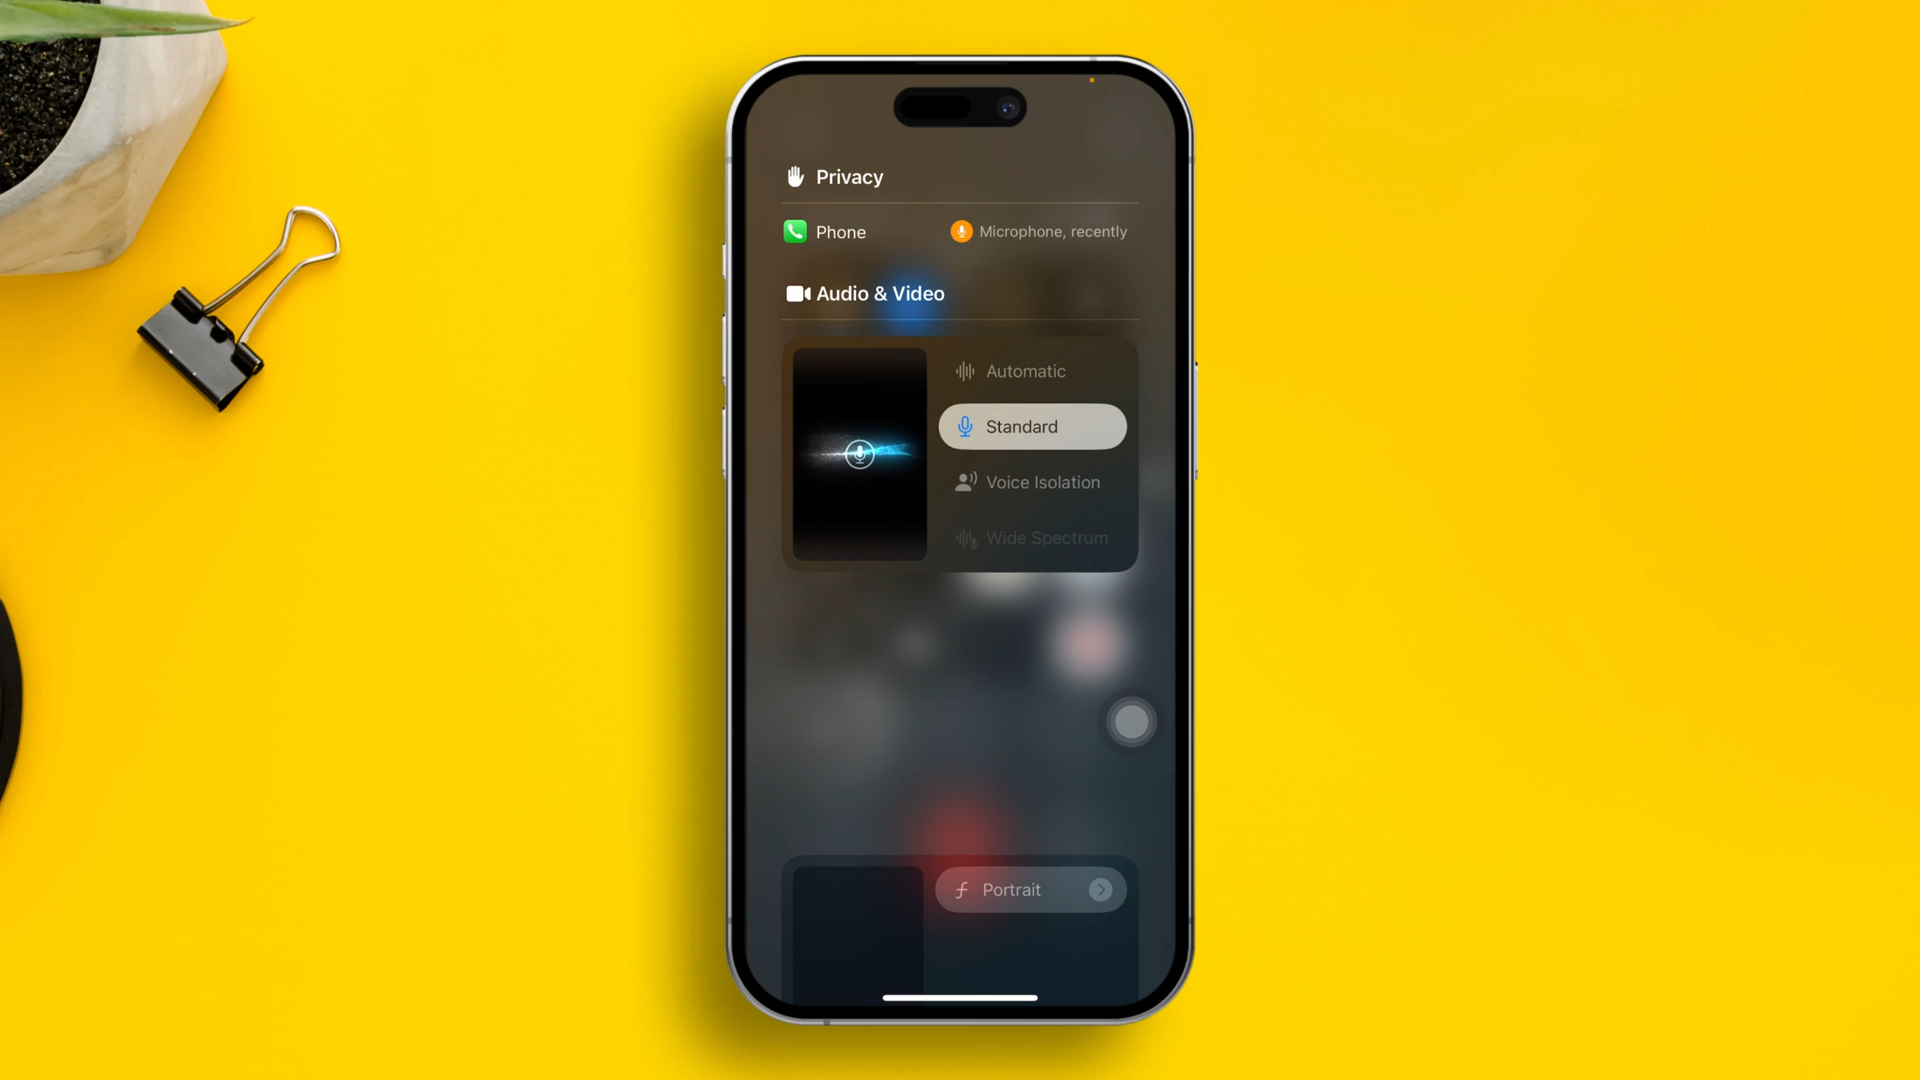 Privacy
Phone
Microphone, recently
Audio & Video
Automatic
Standard
Voice Isolation
Wide Spectrum
Portrait